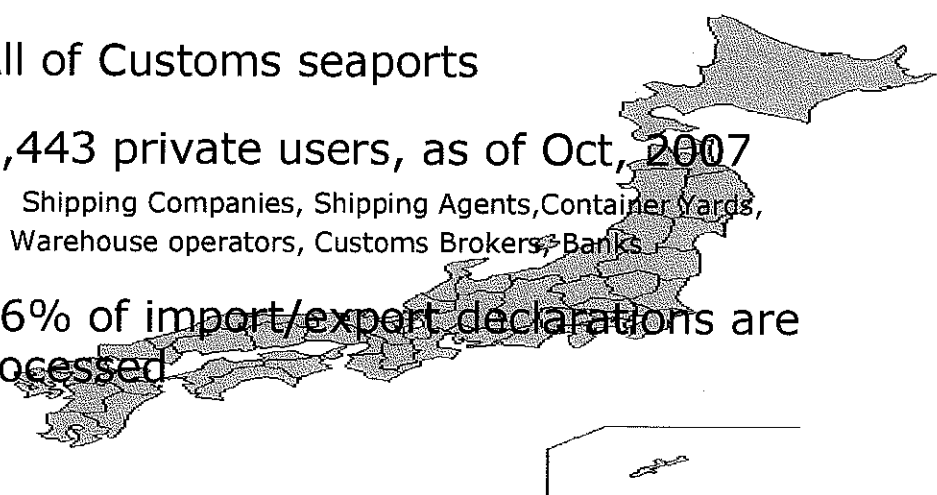 ll of Customs seaports
,443 private users, as of Oct, 2007
Shipping Companies, Shipping Agents,Container Yards,
Warehouse operators, Customs Brokers, Banks
6% of import/export declarations are
ocessed